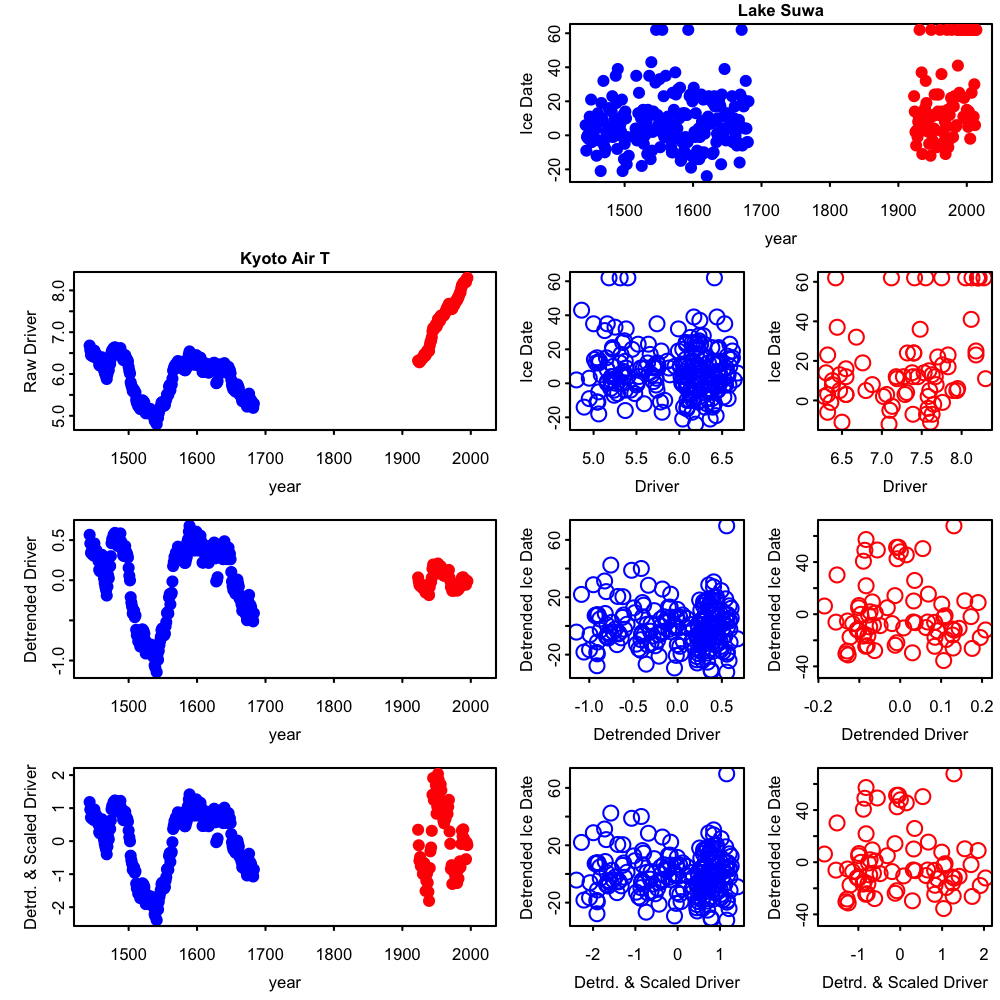 Lake Suwa
Ice Date
60
40
20
0
-20
1500 1600 1700 1800 1900 2000
year
Kyoto Air T
Raw Driver
8.0
7.0
6.0
5.0
1500 1600 1700 1800 1900 2000
year
Ice Date
60
40
20
0
-20
5.0 5.5 6.0 6.5
Driver
Ice Date
60
40
20
0
6.5 7.0 7.5 8.0
Driver
Detrended Driver
0.5
0.0
-1.0
1500 1600 1700 1800 1900 2000
year
Detrended Ice Date
60
20
-20
-1.0 -0.5 0.0 0.5
Detrended Driver
Detrended Ice Date
40
0
-40
-0.2 0.0 0.1 0.2
Detrended Driver
Detrd. & Scaled Driver
2
1
0
-1
-2
1500 1600 1700 1800 1900 2000
year
Detrended Ice Date
60
20
-20
-2 -1 0 1
Detrd. & Scaled Driver
Detrended Ice Date
40
0
-40
-1 0 1 2
Detrd. & Scaled Driver